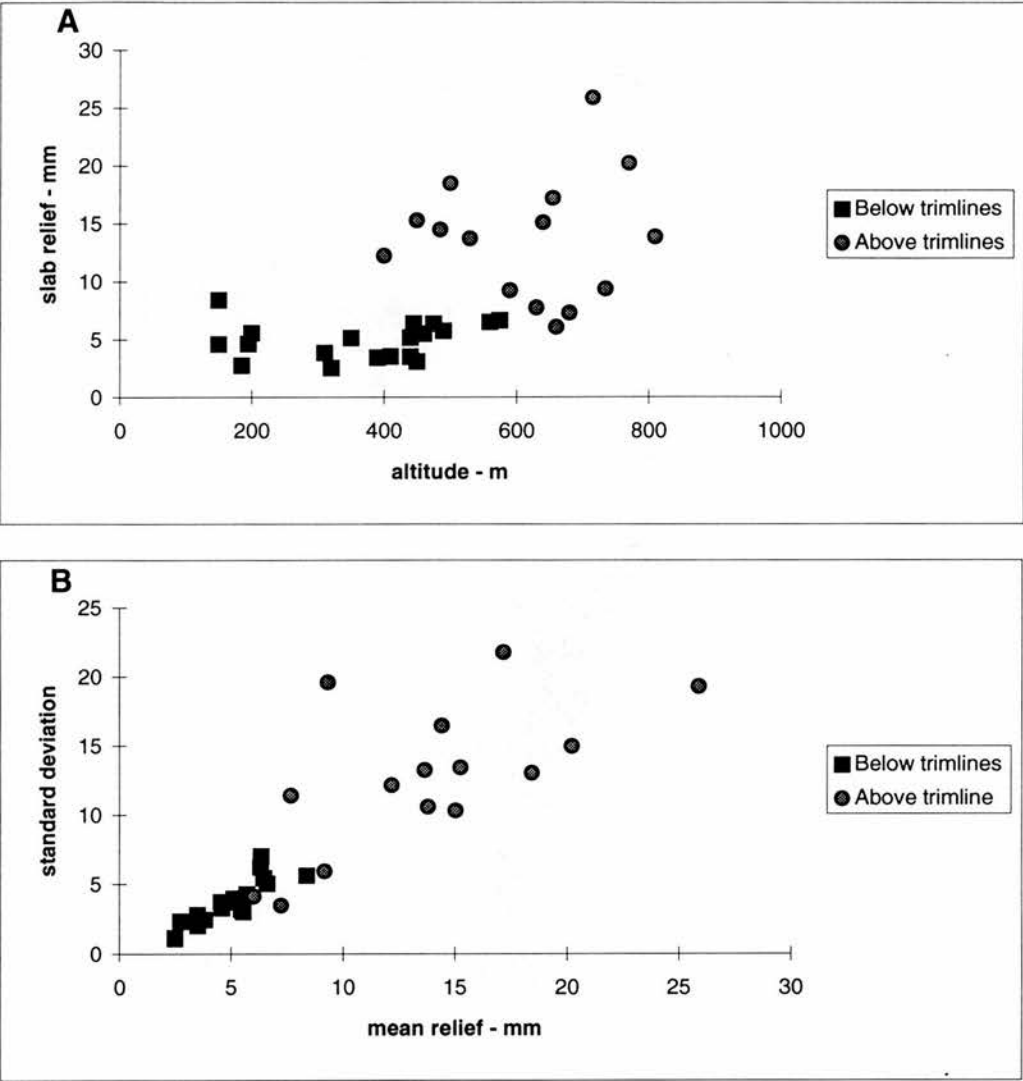 A
30
25
20
15
10
5
0
slab relief - mm
0 200 400 600 800 1000
altitude - m
Below trimlines
Above trimlines
B
25
20
15
10
5
0
standard deviation
0 5 10 15 20 25 30
mean relief - mm
Below trimlines
Above trimline